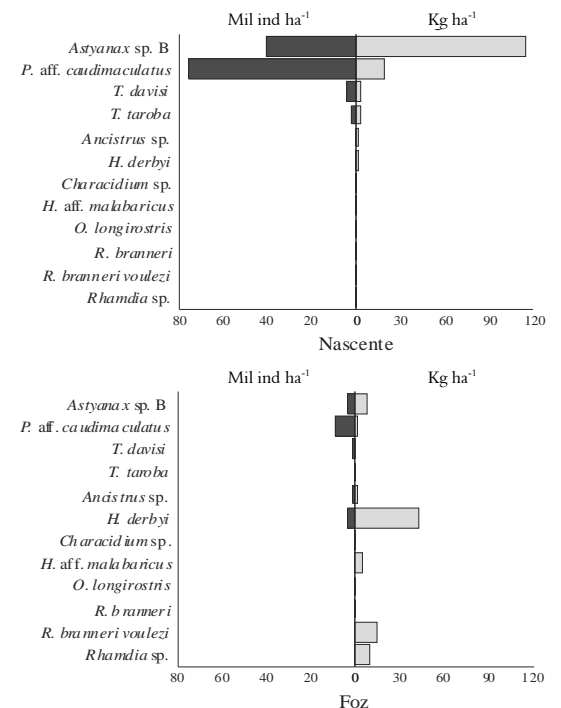 Mil ind ha⁻¹ Kg ha⁻¹
Astyanax sp. B
P. aff. caudimaculatus
T. davisi
T. taroba
Ancistrus sp.
H. derbyi
Characidium sp.
H. aff. malabaricus
O. longirostris
R. branneri
R. branneri voulezi
Rhamdia sp.
80 60 40 20 0 30 60 90 120
Nascente
Mil ind ha⁻¹ Kg ha⁻¹
Astyanax sp. B
P. aff. caudimaculatus
T. davisi
T. taroba
Ancistrus sp.
H. derbyi
Characidium sp.
H. aff. malabaricus
O. longirostris
R. branneri
R. branneri voulezi
Rhamdia sp.
80 60 40 20 0 30 60 90 120
Foz